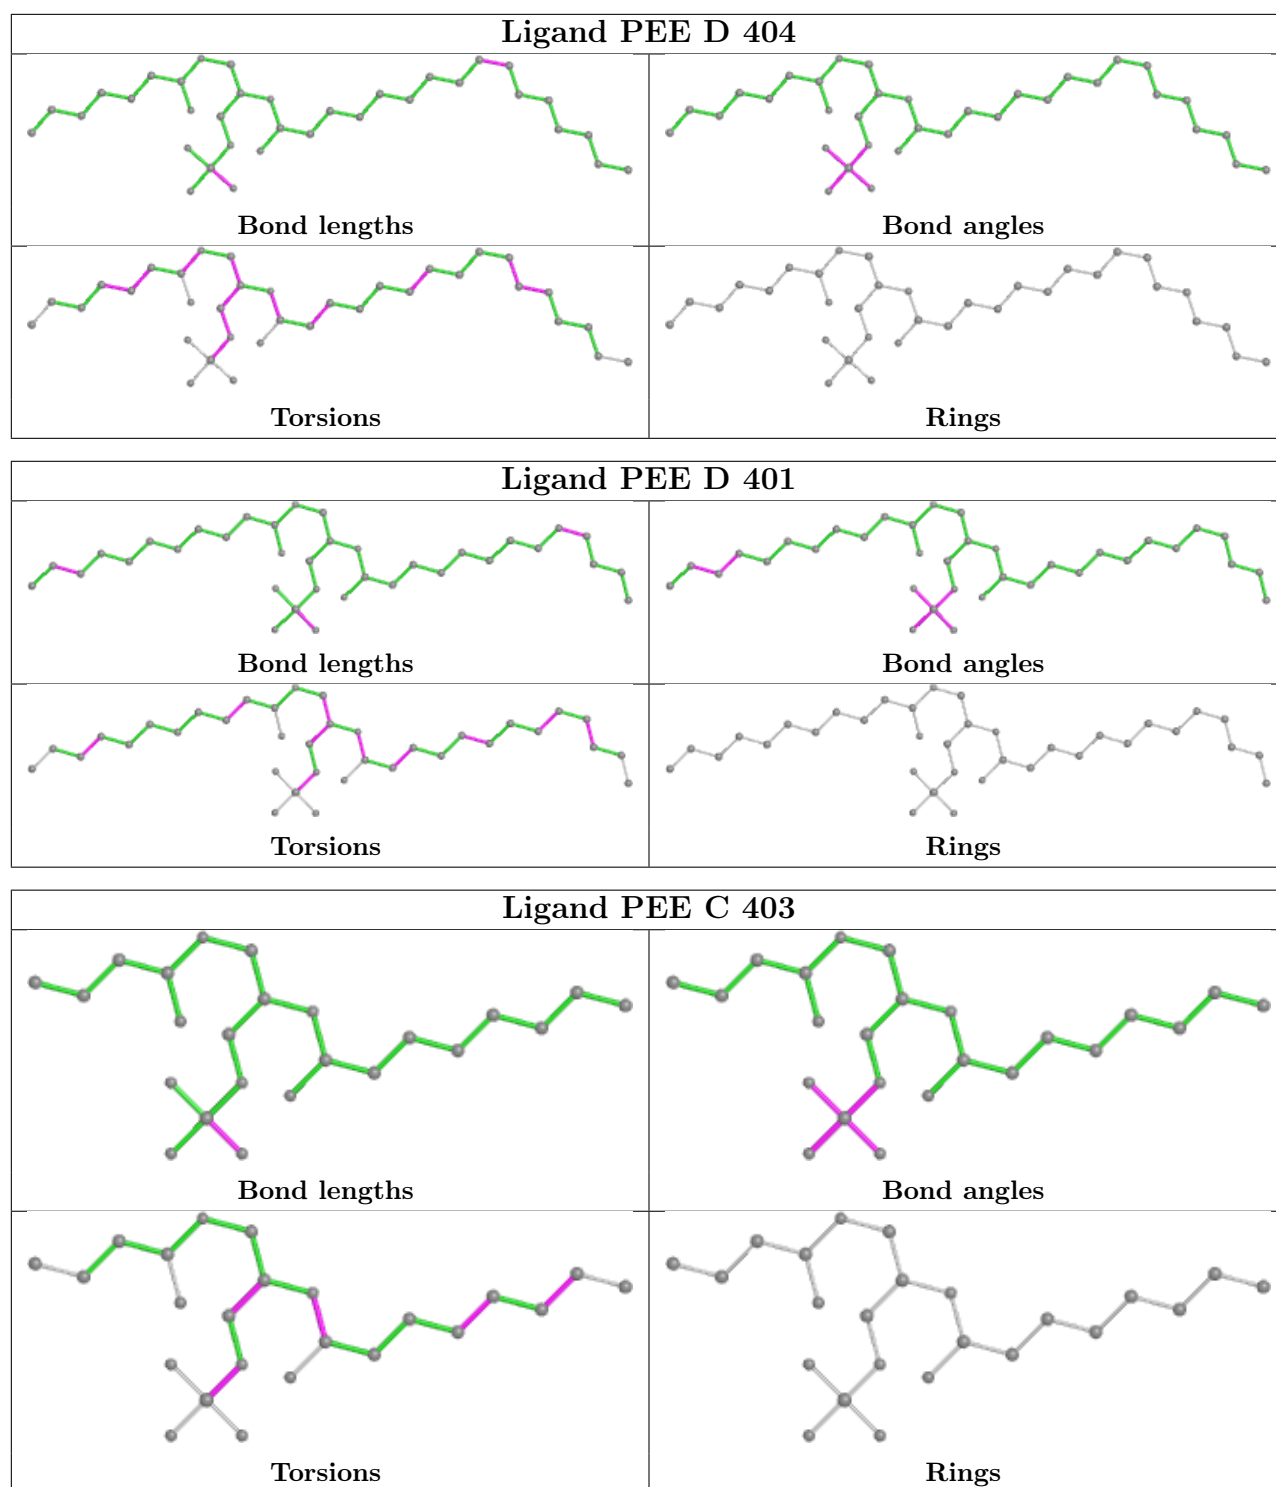 Ligand PEE D 404
Bond lengths
Bond angles
Torsions
Rings
Ligand PEE D 401
Bond lengths
Bond angles
Torsions
Rings
Ligand PEE C 403
Bond lengths
Bond angles
Torsions
Rings